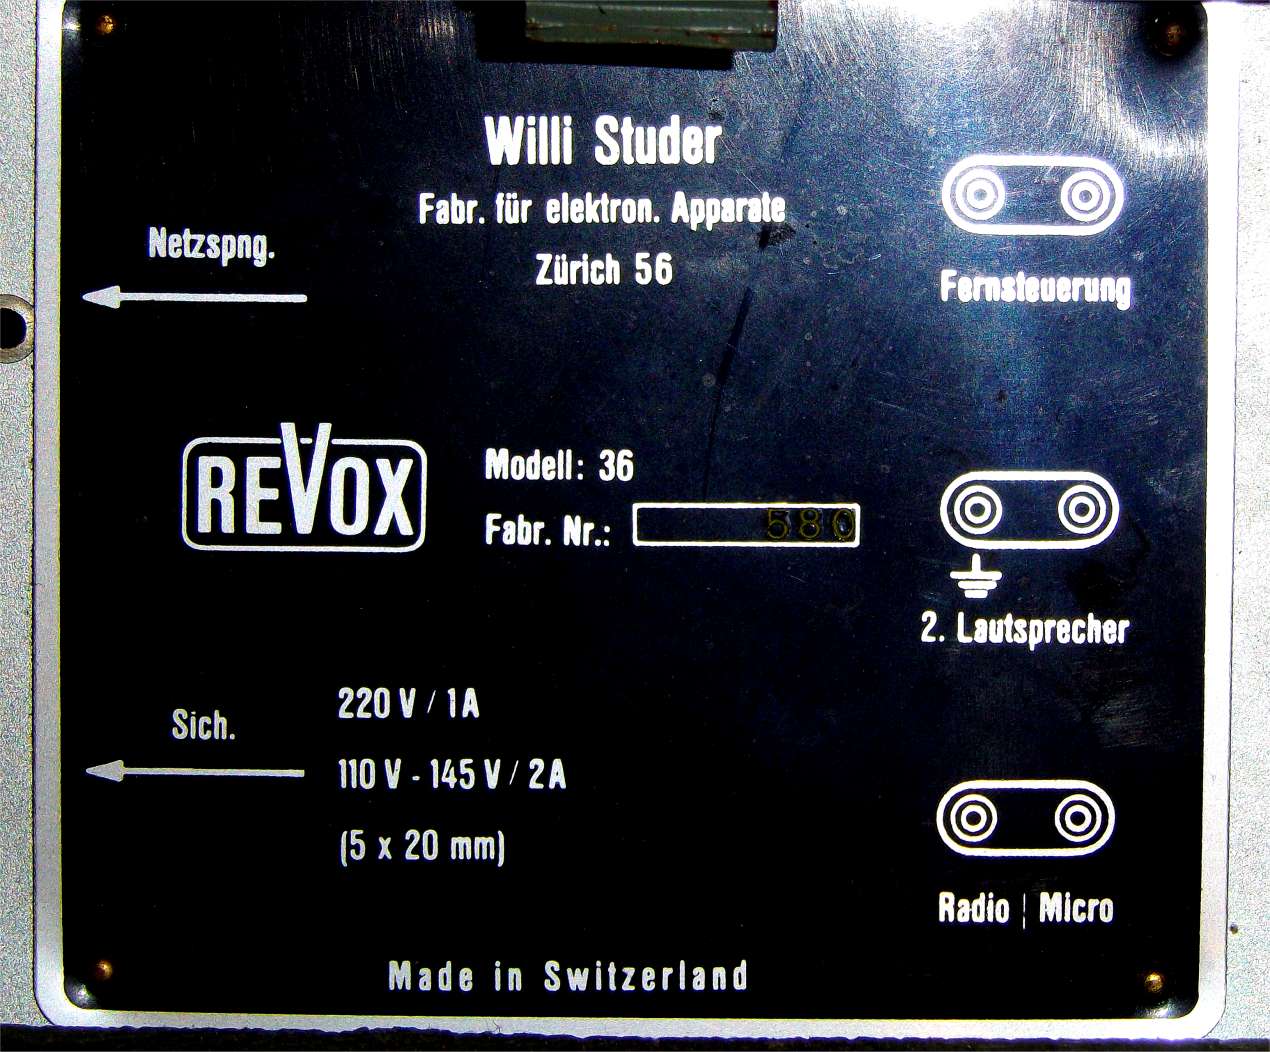 Willi Studer
Fabr. für elektron. Apparate
Zürich 56
Netzspng.
Fernsteuerung
REVOX
Modell: 36
Fabr. Nr.: 580
2. Lautsprecher
Sich.
220 V / 1A
110 V - 145 V / 2A
(5 x 20 mm)
Radio | Micro
Made in Switzerland